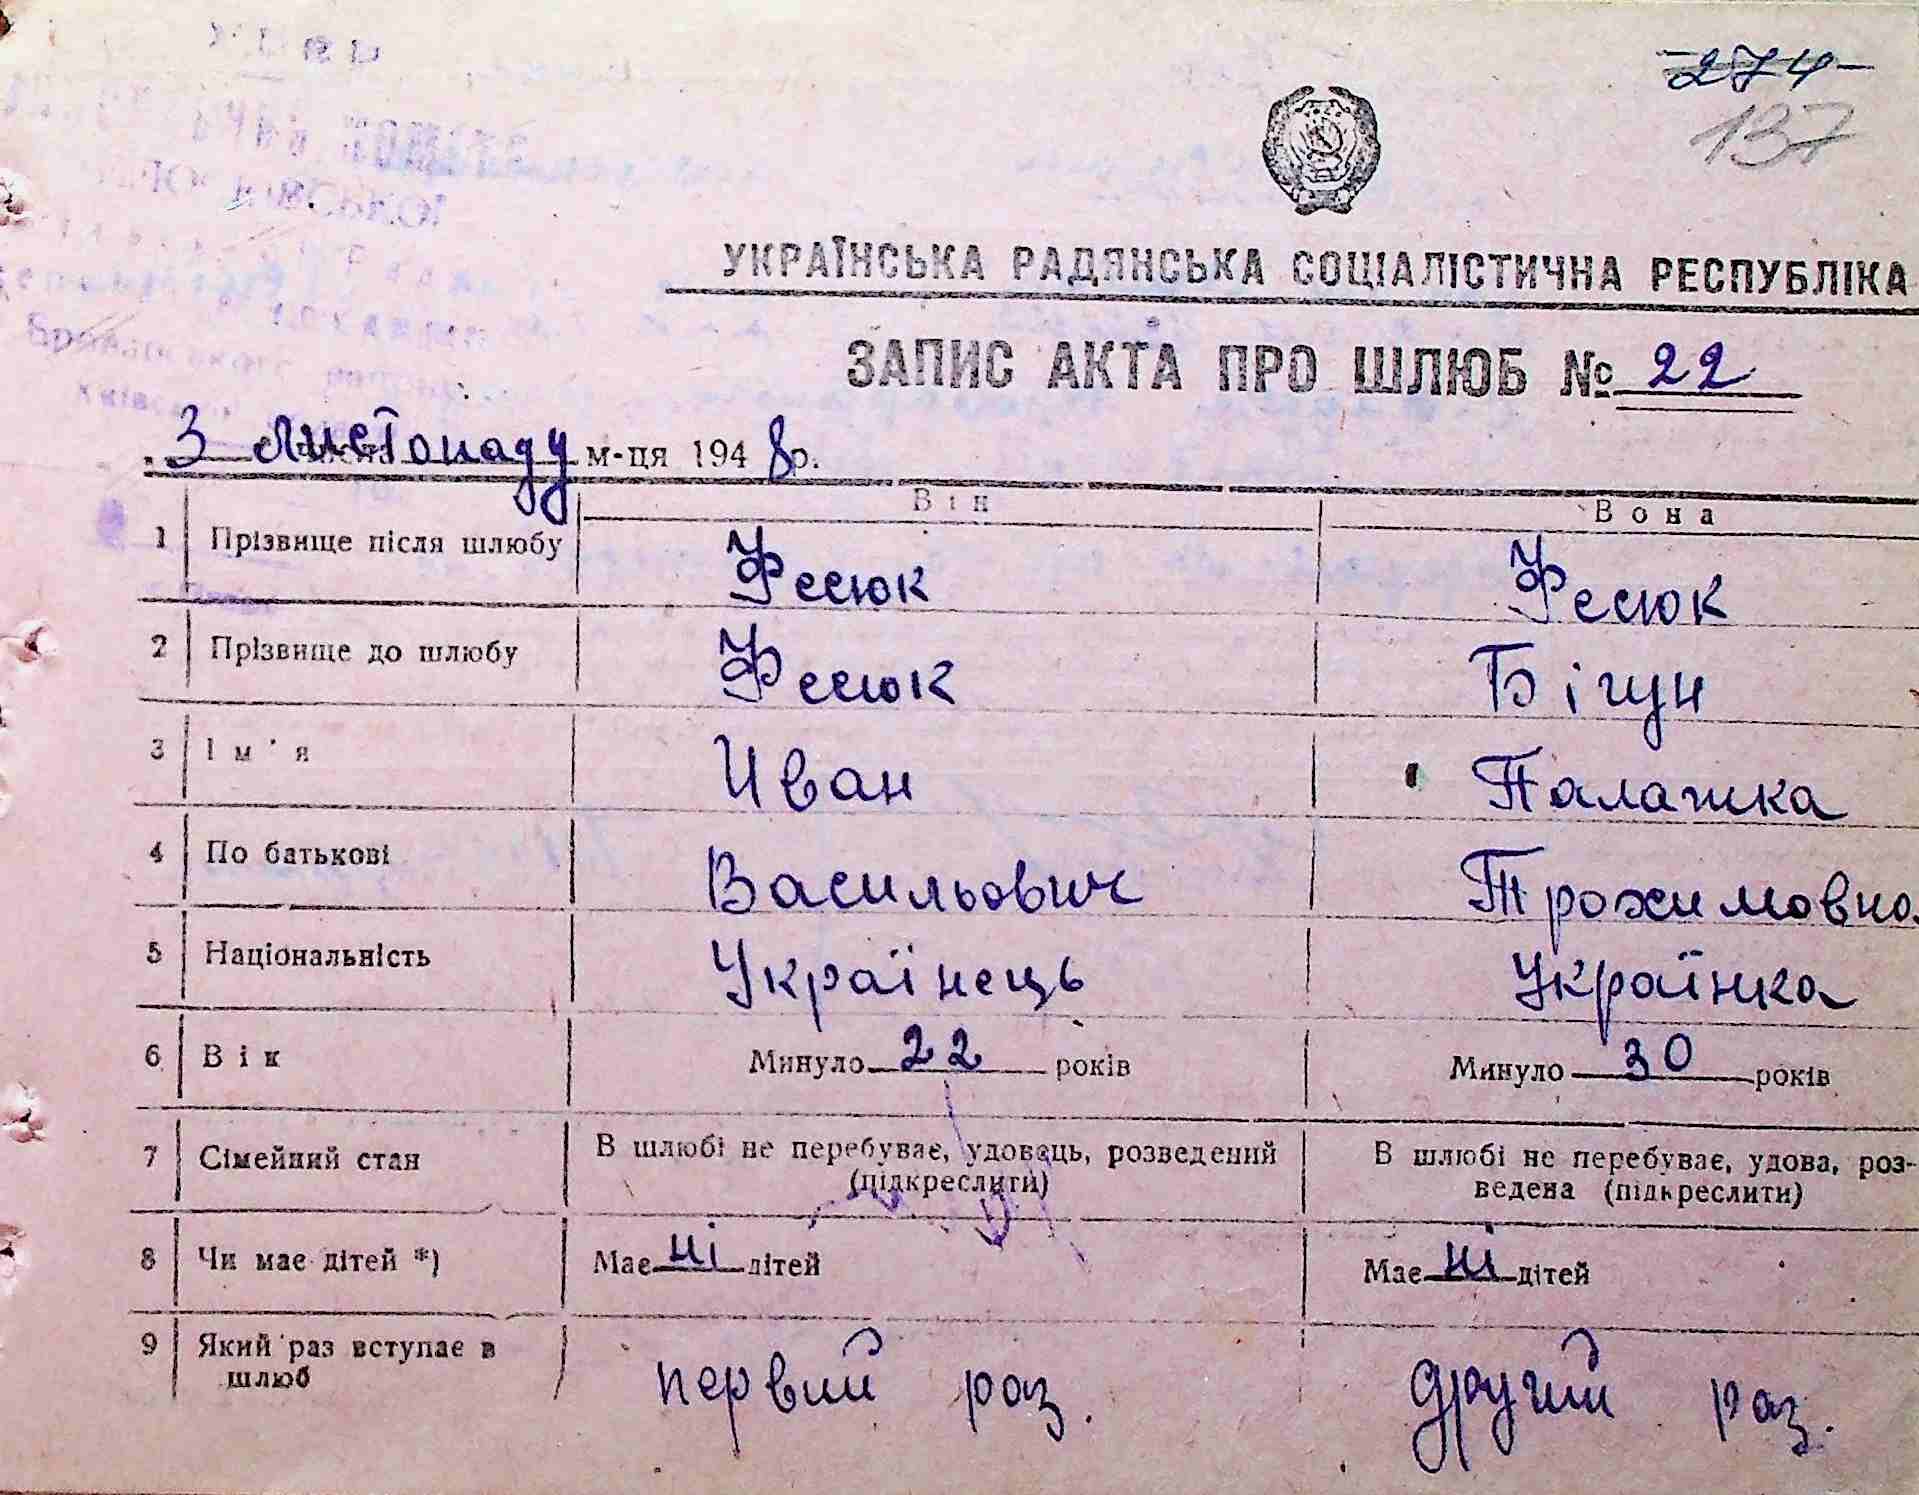 274
137
УКРАЇНСЬКА РАДЯНСЬКА СОЦІАЛІСТИЧНА РЕСПУБЛІКА
ЗАПИС АКТА ПРО ШЛЮБ № 22
3 листопаду м-ця 1948 р.
Він Вона
1 Прізвище після шлюбу Фесюк Фесюк
2 Прізвище до шлюбу Фесюк Бігун
3 Ім'я Иван Палажка
4 По батькові Васильович Трохимовна
5 Національність Українець Українка
6 Вік Минуло 22 років Минуло 30 років
7 Сімейний стан В шлюбі не перебуває, удовець, розведений В шлюбі не перебуває, удова, роз-
(підкреслити) ведена (підкреслити)
8 Чи має дітей *) Має ні дітей Має ні дітей
9 Який раз вступає в
шлюб первий раз. другий раз.